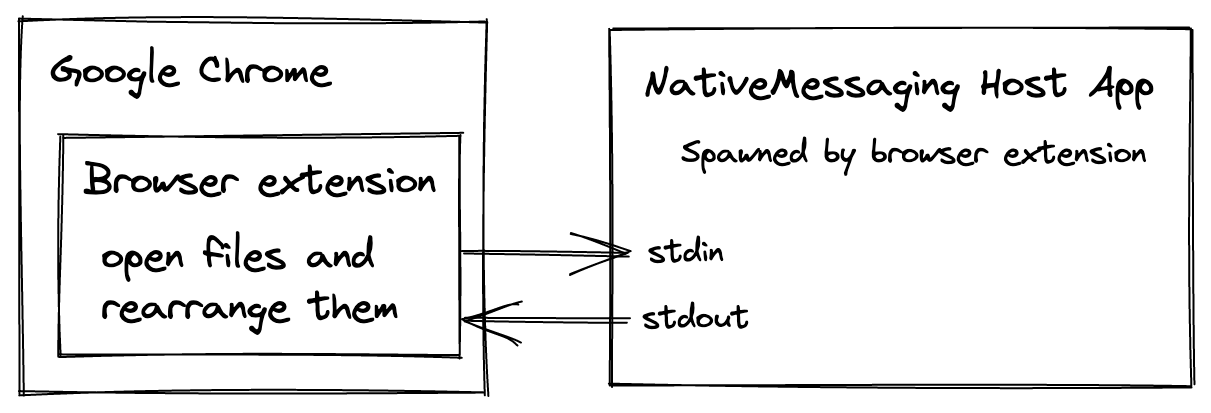 Google Chrome
Browser extension
open files and
rearrange them
NativeMessaging Host App
Spawned by browser extension
stdin
stdout